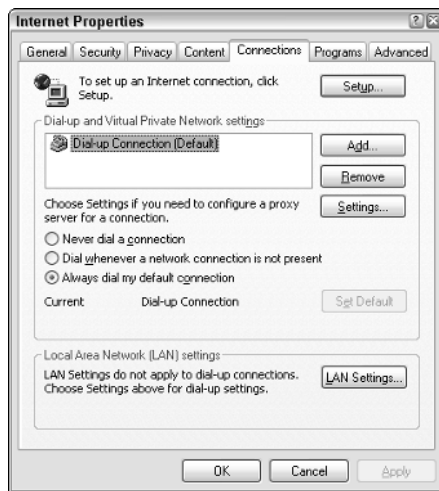 Internet Properties
General Security Privacy Content Connections Programs Advanced
To set up an Internet connection, click
Setup.
Setup...
Dial-up and Virtual Private Network settings
Dial-up Connection (Default)
Add...
Remove
Choose Settings if you need to configure a proxy
server for a connection.
Settings...
Never dial a connection
Dial whenever a network connection is not present
Always dial my default connection
Current Dial-up Connection Set Default
Local Area Network (LAN) settings
LAN Settings do not apply to dial-up connections.
Choose Settings above for dial-up settings.
LAN Settings...
OK Cancel Apply